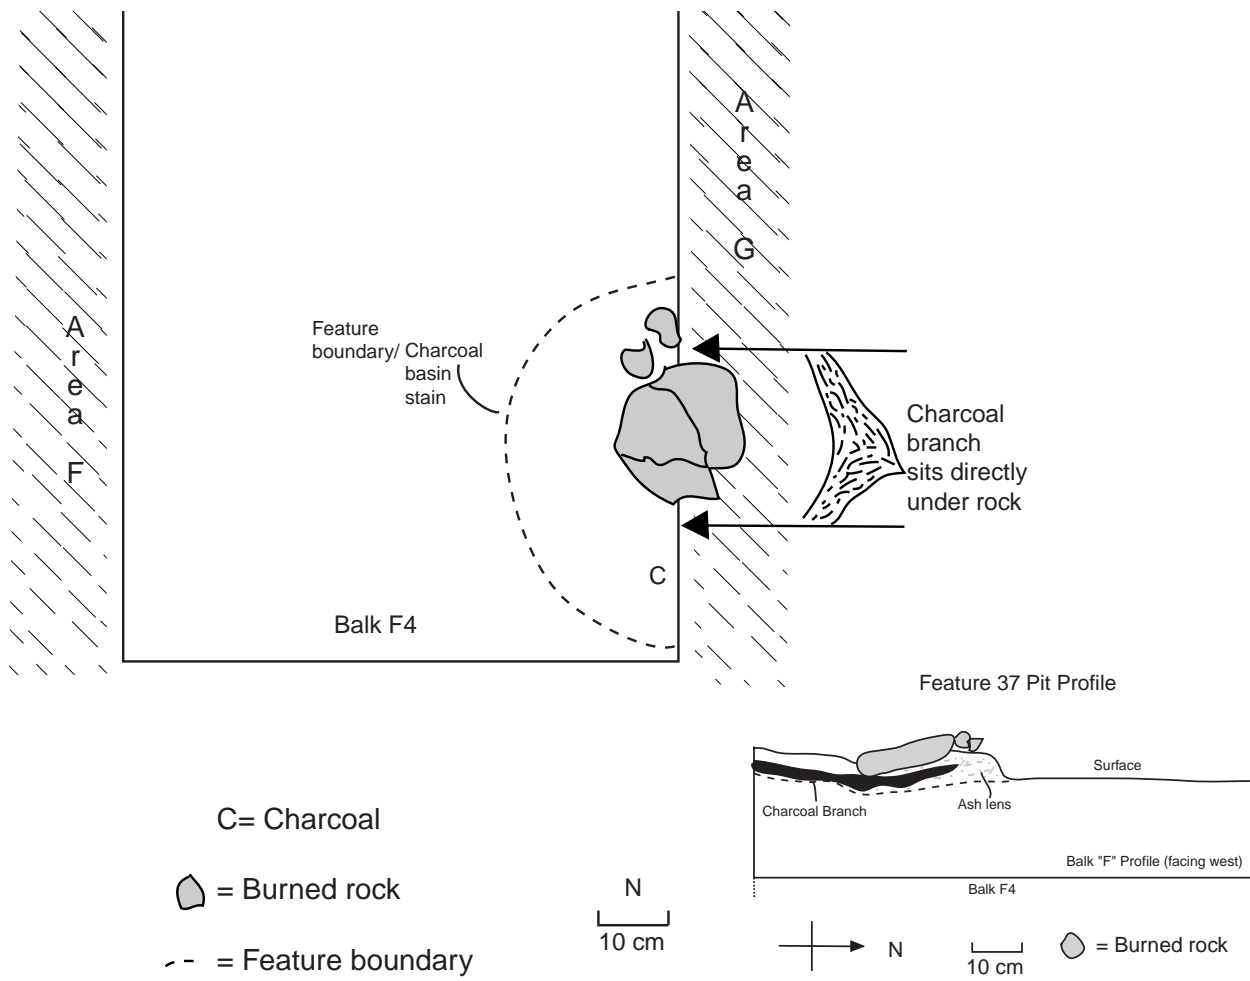 Area G
Area F
Feature
boundary/ Charcoal
basin
stain
Charcoal
branch
sits directly
under rock
C
Balk F4
Feature 37 Pit Profile
Surface
Charcoal Branch
Ash lens
Balk "F" Profile (facing west)
Balk F4
C= Charcoal
= Burned rock
= Feature boundary
N
10 cm
N
10 cm
= Burned rock